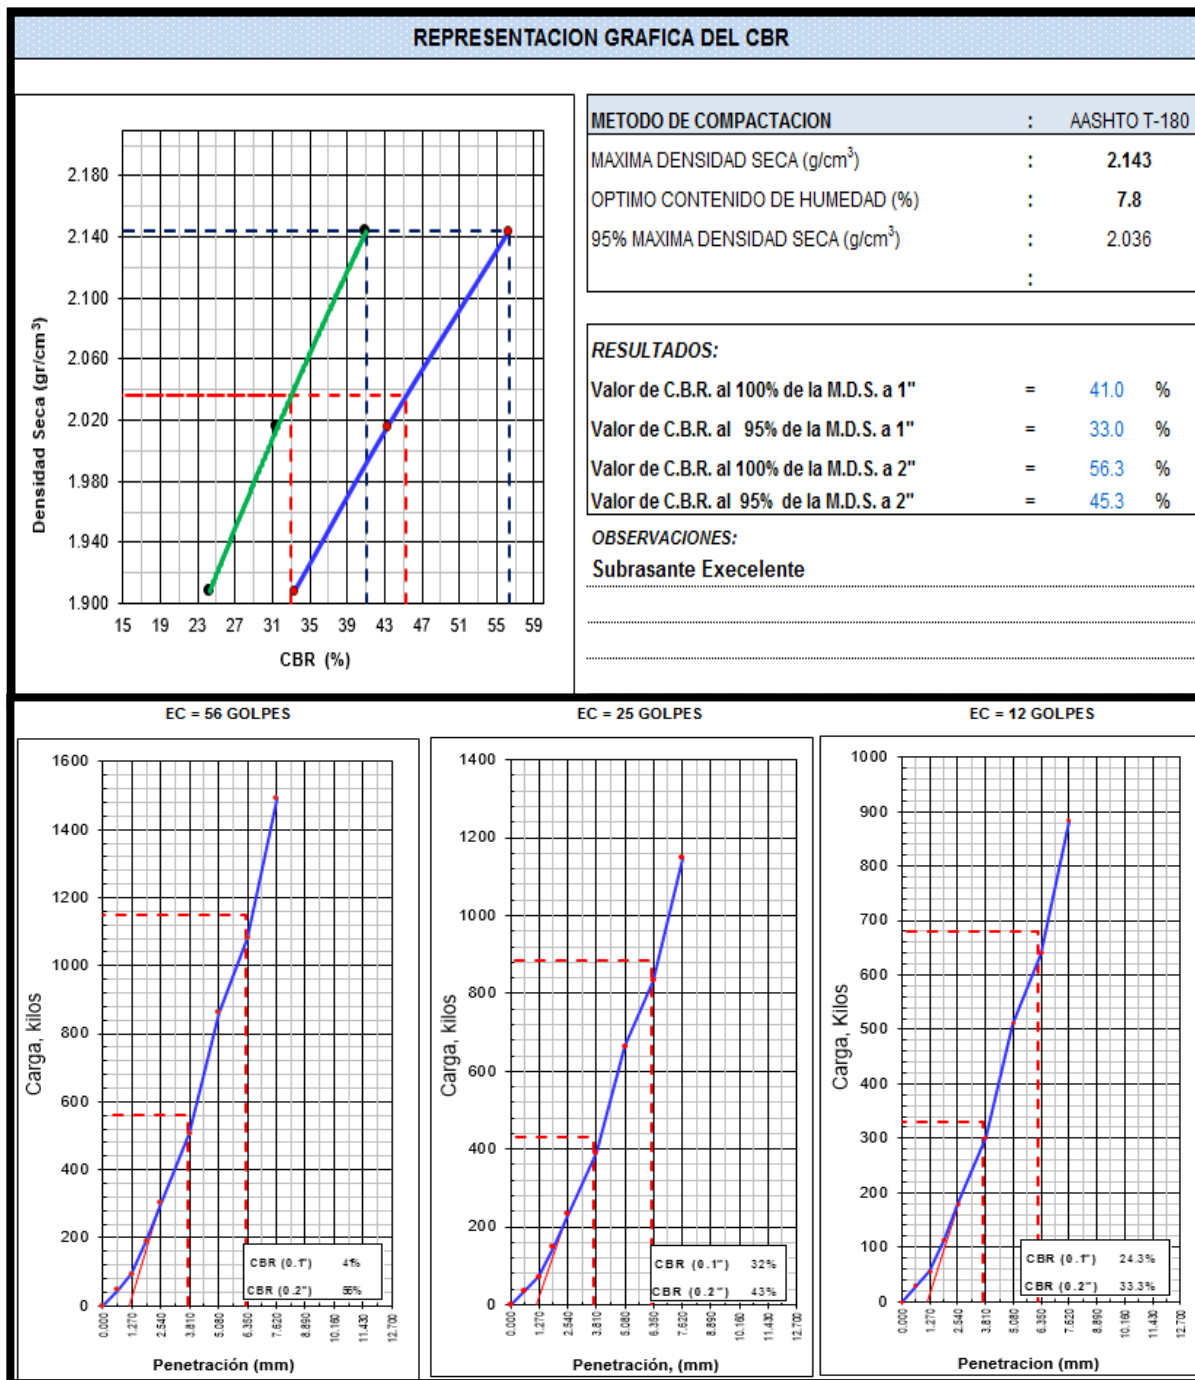 REPRESENTACION GRAFICA DEL CBR
2.180
2.140
2.100
2.060
2.020
1.980
1.940
1.900
Densidad Seca (gr/cm³)
15 19 23 27 31 35 39 43 47 51 55 59
CBR (%)
METODO DE COMPACTACION : AASHTO T-180
MAXIMA DENSIDAD SECA (g/cm³) : 2.143
OPTIMO CONTENIDO DE HUMEDAD (%) : 7.8
95% MAXIMA DENSIDAD SECA (g/cm³) : 2.036
:
RESULTADOS:
Valor de C.B.R. al 100% de la M.D.S. a 1" = 41.0 %
Valor de C.B.R. al 95% de la M.D.S. a 1" = 33.0 %
Valor de C.B.R. al 100% de la M.D.S. a 2" = 56.3 %
Valor de C.B.R. al 95% de la M.D.S. a 2" = 45.3 %
OBSERVACIONES:
Subrasante Execelente
EC = 56 GOLPES
1600
1400
1200
1000
800
600
400
200
0
Carga, kilos
CBR (0.1") 41%
CBR (0.2") 56%
0.000 1.270 2.540 3.810 5.080 6.350 7.620 8.890 10.160 11.430 12.700
Penetración (mm)
EC = 25 GOLPES
1400
1200
1000
800
600
400
200
0
Carga, kilos
CBR (0.1") 32%
CBR (0.2") 43%
0.000 1.270 2.540 3.810 5.080 6.350 7.620 8.890 10.160 11.430 12.700
Penetración, (mm)
EC = 12 GOLPES
1000
900
800
700
600
500
400
300
200
100
0
Carga, Kilos
CBR (0.1") 24.3%
CBR (0.2") 33.3%
0.000 1.270 2.540 3.810 5.080 6.350 7.620 8.890 10.160 11.430 12.700
Penetracion (mm)